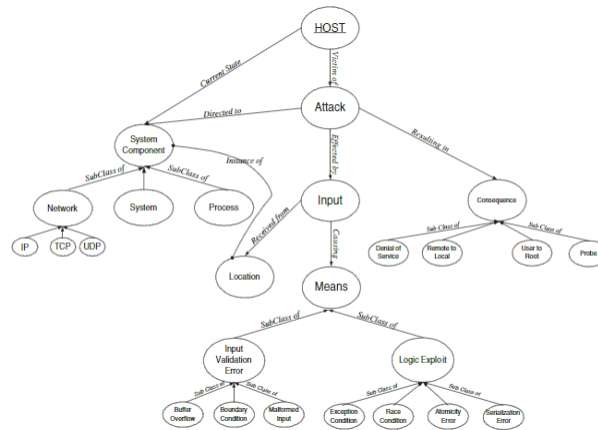 HOST
Current State
Victim of
Directed to
Attack
Resulting in
System
Component
Instance of
Effected by
SubClass of
SubClass of
Network
System
Process
Input
Consequence
Received from
Causing
IP
TCP
UDP
Location
Means
Sub Class of
Sub Class of
Denial of
Service
Remote to
Local
User to
Root
Probe
SubClass of
SubClass of
Input
Validation
Error
Logic Exploit
Sub Class of
Sub Class of
Sub Class of
Sub Class of
Buffer
Overflow
Boundary
Condition
Malformed
Input
Exception
Condition
Race
Condition
Atomicity
Error
Serialization
Error